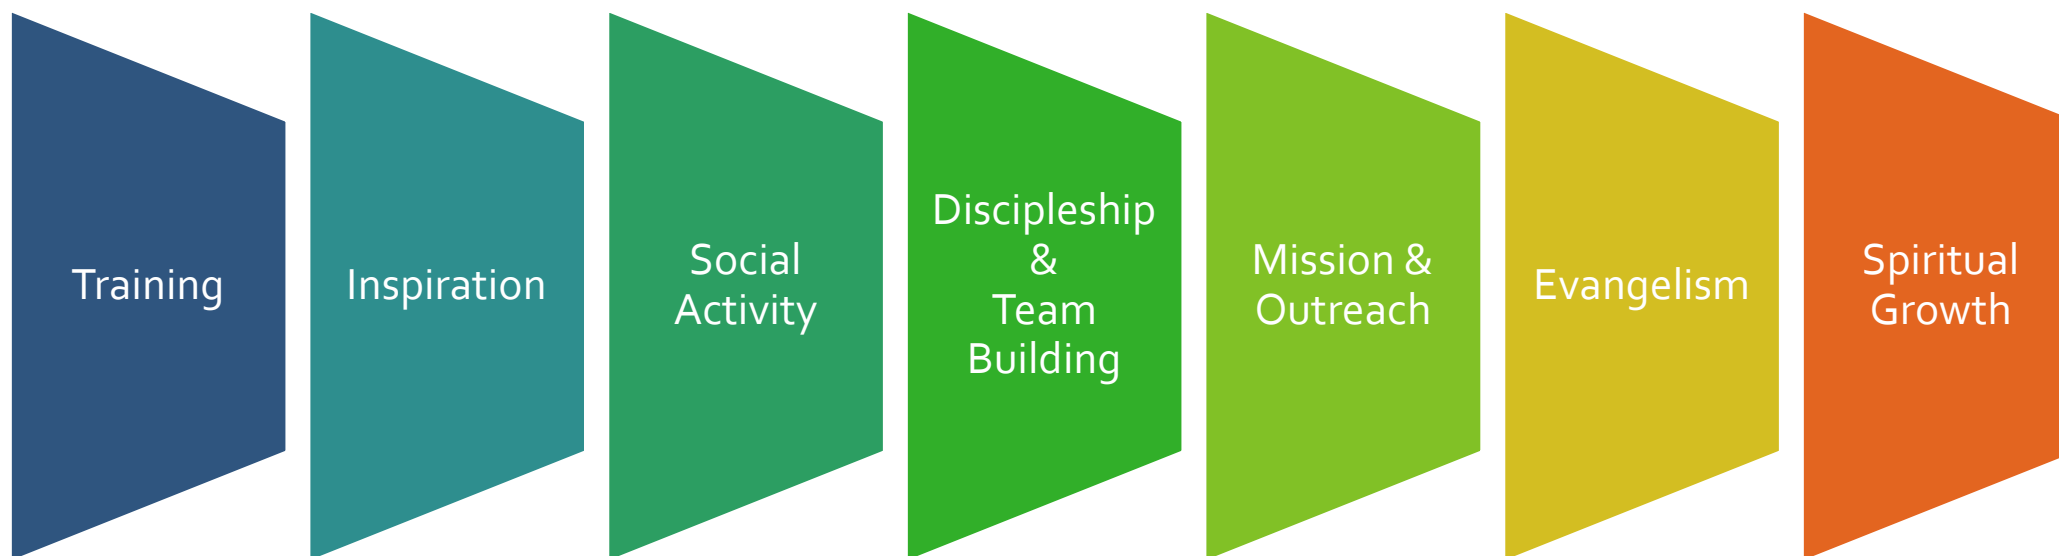 Training
Inspiration
Social
Activity
Discipleship
&
Team
Building
Mission &
Outreach
Evangelism
Spiritual
Growth